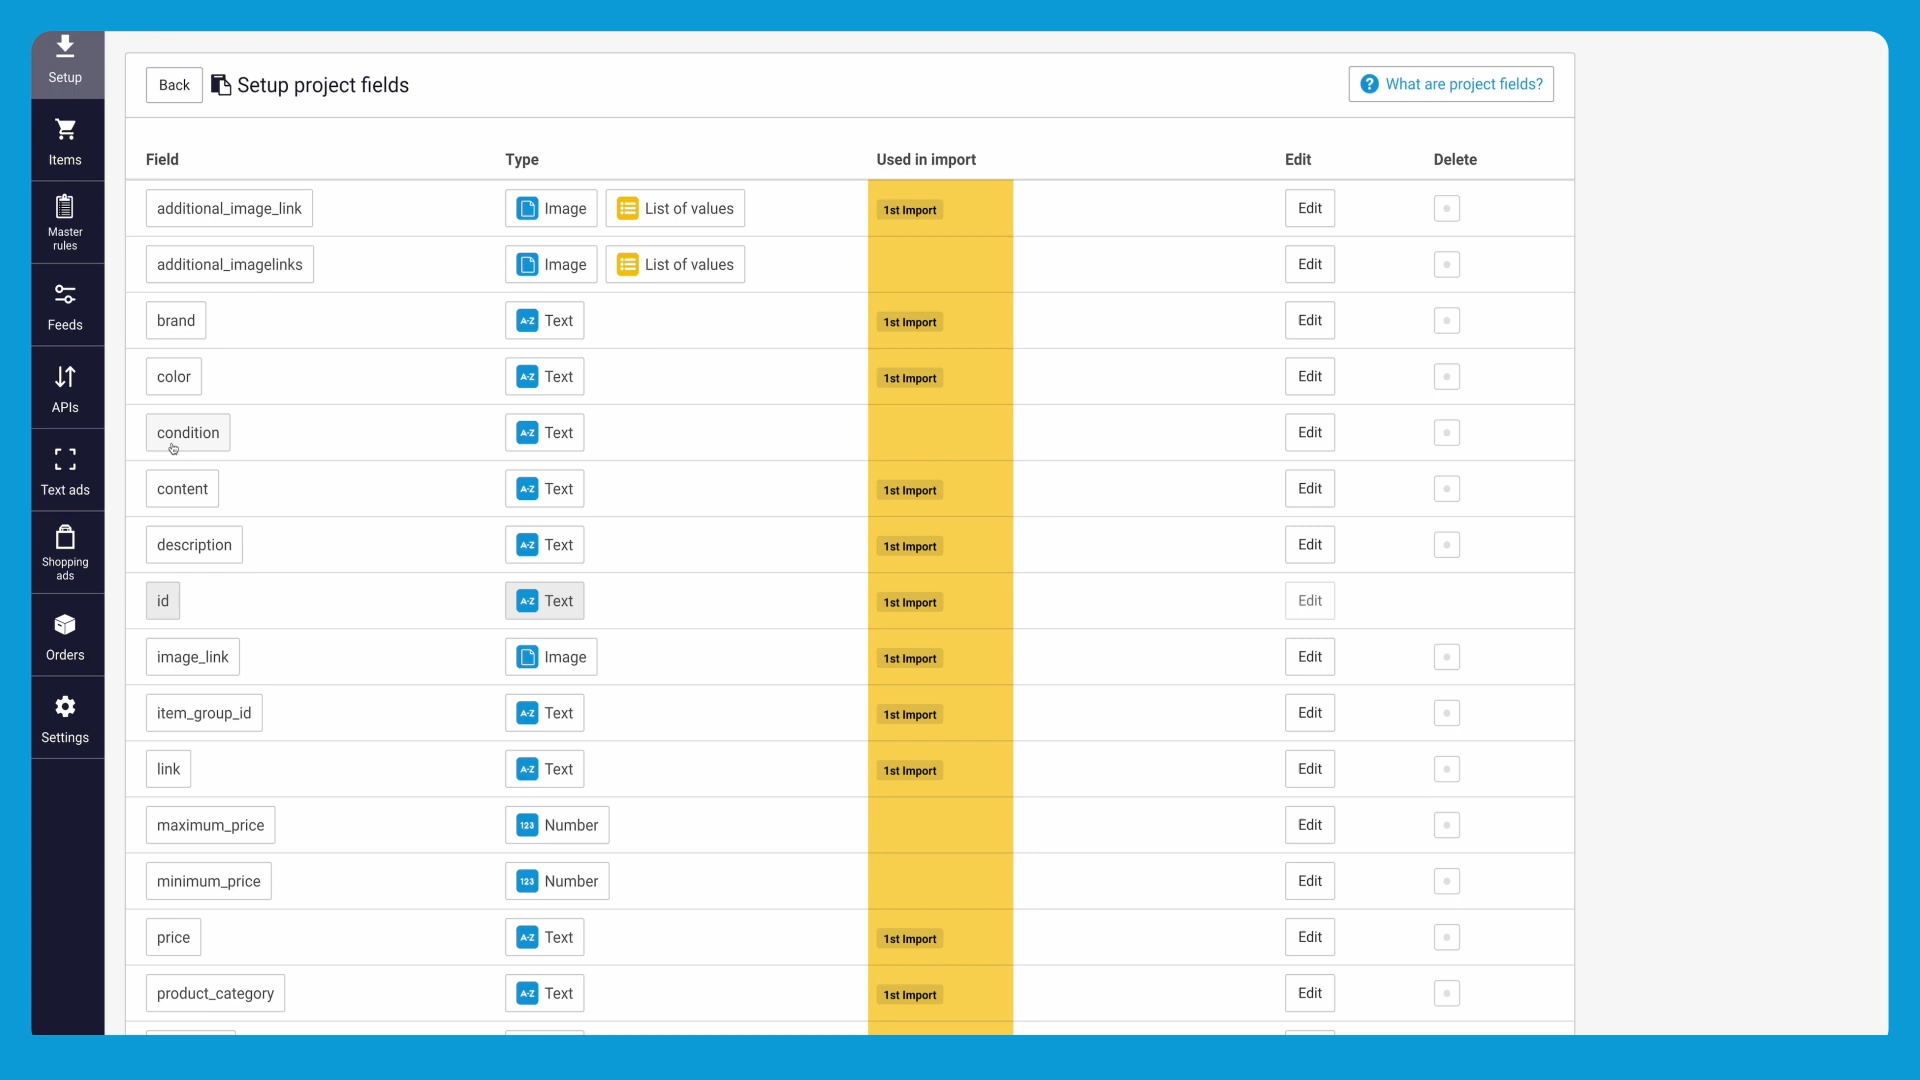 Setup
Items
Master
rules
Feeds
APIs
Text ads
Shopping
ads
Orders
Settings
Back Setup project fields ? What are project fields?
Field Type Used in import Edit Delete
additional_image_link Image List of values 1st Import Edit
additional_imagelinks Image List of values Edit
brand A-Z Text 1st Import Edit
color A-Z Text 1st Import Edit
condition A-Z Text Edit
content A-Z Text 1st Import Edit
description A-Z Text 1st Import Edit
id A-Z Text 1st Import Edit
image_link Image 1st Import Edit
item_group_id A-Z Text 1st Import Edit
link A-Z Text 1st Import Edit
maximum_price 123 Number Edit
minimum_price 123 Number Edit
price A-Z Text 1st Import Edit
product_category A-Z Text 1st Import Edit